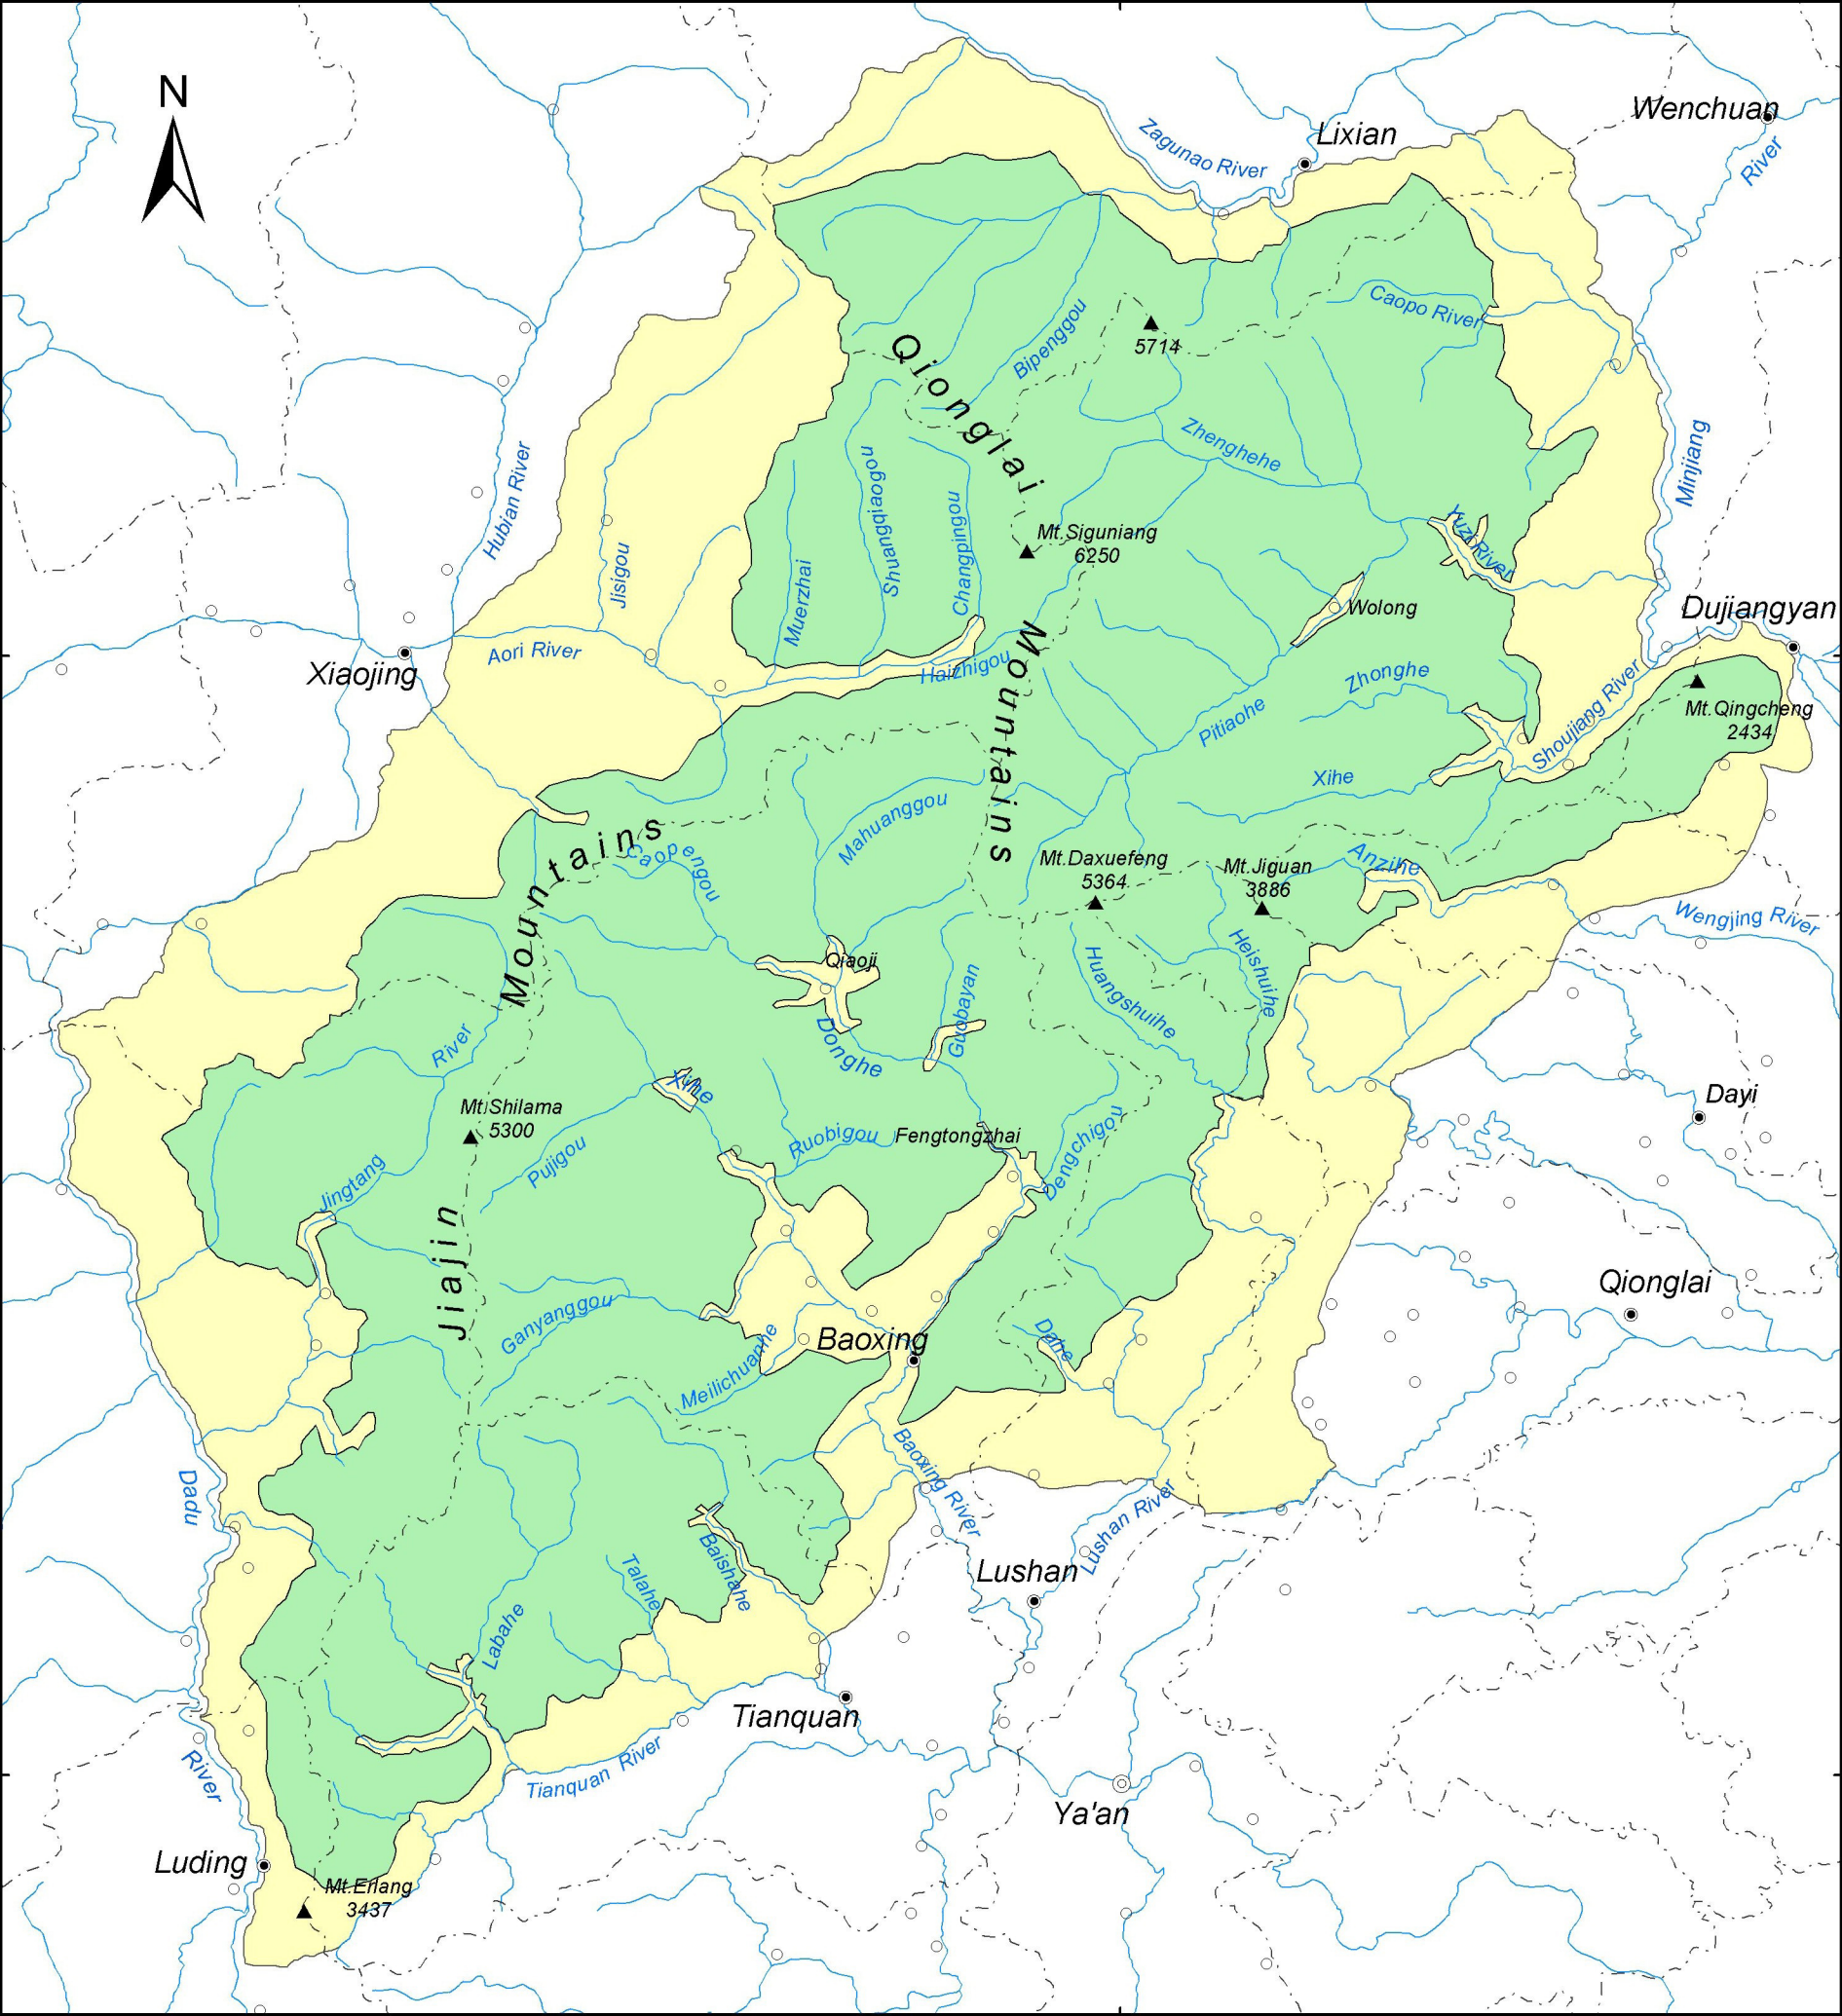 N
Wenchuan
Lixian
Zagunao River
River
Caopo River
5714
Bipenggou
Qionglai
Zhenghehe
Hubian River
Shuangqiaogou
Changpingou
Minjiang
Yuzi River
Mt.Siguniang
6250
Jisigou
Muerzhai
Wolong
Dujiangyan
Aori River
Xiaojing
Haizhigou
Mountains
Zhonghe
Pitiaohe
Shoujiang River
Mt.Qingcheng
2434
Xihe
Mahuanggou
Mountains
Caopengou
Mt.Daxuefeng
5364
Mt.Jiguan
3886
Anzihe
Wengjing River
Qiaoji
Guobayan
Huangshuihe
Heishuihe
River
Donghe
Xihe
Mt.Shilama
5300
Dayi
Pujigou
Ruobigou
Fengtongzhai
Dengchigou
Jingtang
Jiajin
Qionglai
Ganyanggou
Meilichuanhe
Baoxing
Dahe
Dadu
Baoxing River
Lushan River
Lushan
Baishahe
Talahe
Labahe
Tianquan
Tianquan River
River
Ya'an
Luding
Mt.Erlang
3437